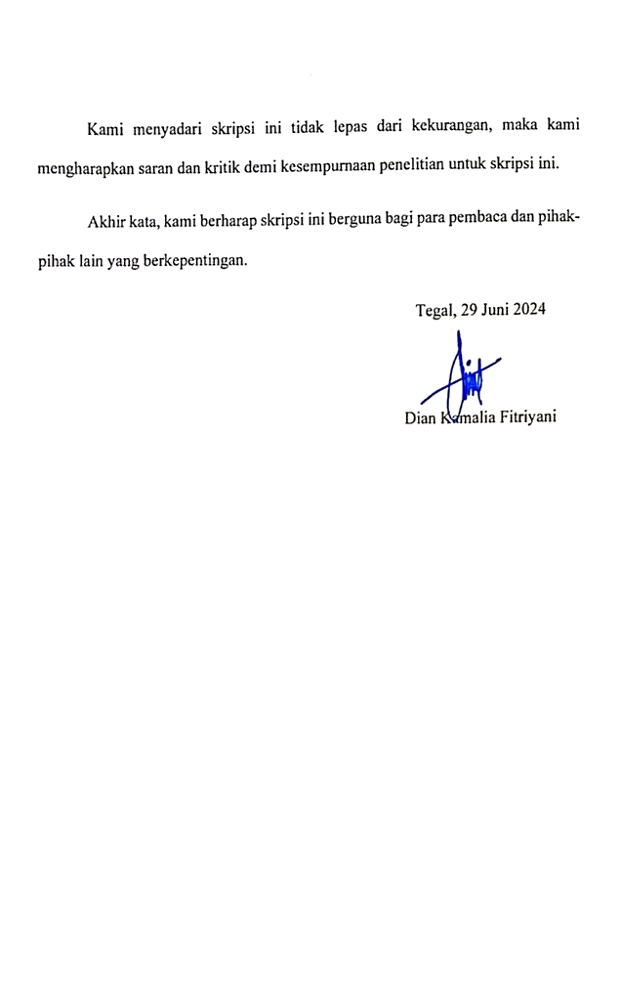 Kami menyadari skripsi ini tidak lepas dari kekurangan, maka kami
mengharapkan saran dan kritik demi kesempurnaan penelitian untuk skripsi ini.
Akhir kata, kami berharap skripsi ini berguna bagi para pembaca dan pihak-
pihak lain yang berkepentingan.
Tegal, 29 Juni 2024
Dian Kamalia Fitriyani